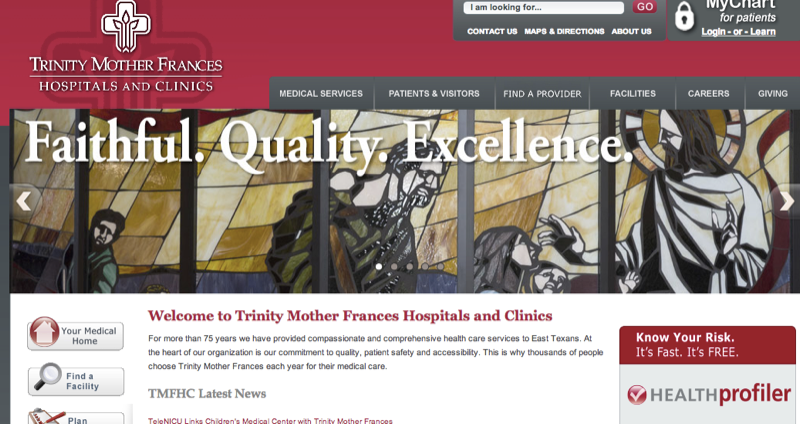 I am looking for...
GO
MyChart
for patients
Login - or - Learn
CONTACT US MAPS & DIRECTIONS ABOUT US
TRINITY MOTHER FRANCES
HOSPITALS AND CLINICS
MEDICAL SERVICES PATIENTS & VISITORS FIND A PROVIDER FACILITIES CAREERS GIVING
Faithful. Quality. Excellence.
Welcome to Trinity Mother Frances Hospitals and Clinics
For more than 75 years we have provided compassionate and comprehensive health care services to East Texans. At
the heart of our organization is our commitment to quality, patient safety and accessibility. This is why thousands of people
choose Trinity Mother Frances each year for their medical care.
TMFHC Latest News
TeleNICU Links Children's Medical Center with Trinity Mother Frances
Your Medical
Home
Find a
Facility
Plan
Know Your Risk.
It's Fast. It's FREE.
HEALTHprofiler